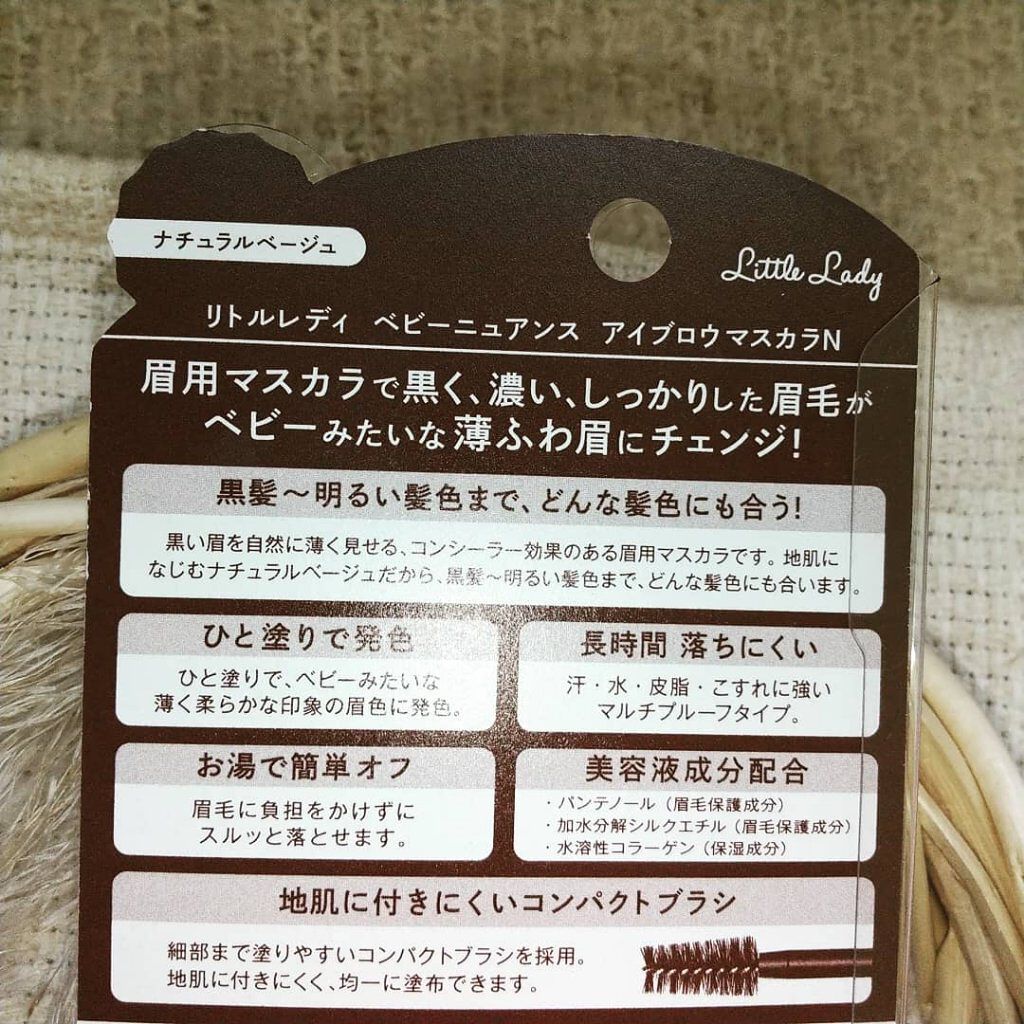 ナチュラルベージュ
Little Lady
リトルレディ ベビーニュアンス アイブロウマスカラN
眉用マスカラで黒く、濃い、しっかりした眉毛が
ベビーみたいな薄ふわ眉にチェンジ!
黒髪～明るい髪色まで、どんな髪色にも合う!
黒い眉を自然に薄く見せる、コンシーラー効果のある眉用マスカラです。地肌に
なじむナチュラルベージュだから、黒髪～明るい髪色まで、どんな髪色にも合います。
ひと塗りで発色
ひと塗りで、ベビーみたいな
薄く柔らかな印象の眉色に発色。
長時間 落ちにくい
汗・水・皮脂・こすれに強い
マルチプルーフタイプ。
お湯で簡単オフ
眉毛に負担をかけずに
スルッと落とせます。
美容液成分配合
・パンテノール(眉毛保護成分)
・加水分解シルクエチル(眉毛保護成分)
・水溶性コラーゲン(保湿成分)
地肌に付きにくいコンパクトブラシ
細部まで塗りやすいコンパクトブラシを採用。
地肌に付きにくく、均一に塗布できます。